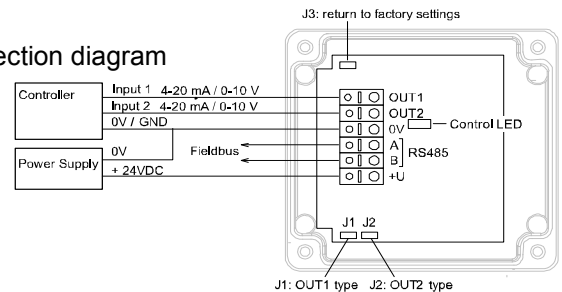 J3: return to factory settings
ection diagram
Controller
Input 1 4-20 mA / 0-10 V
Input 2 4-20 mA / 0-10 V
0V / GND
Power Supply
0V
+ 24VDC
Fieldbus
OUT1
OUT2
0V
A
B
+U
RS485
Control LED
J1 J2
J1: OUT1 type J2: OUT2 type